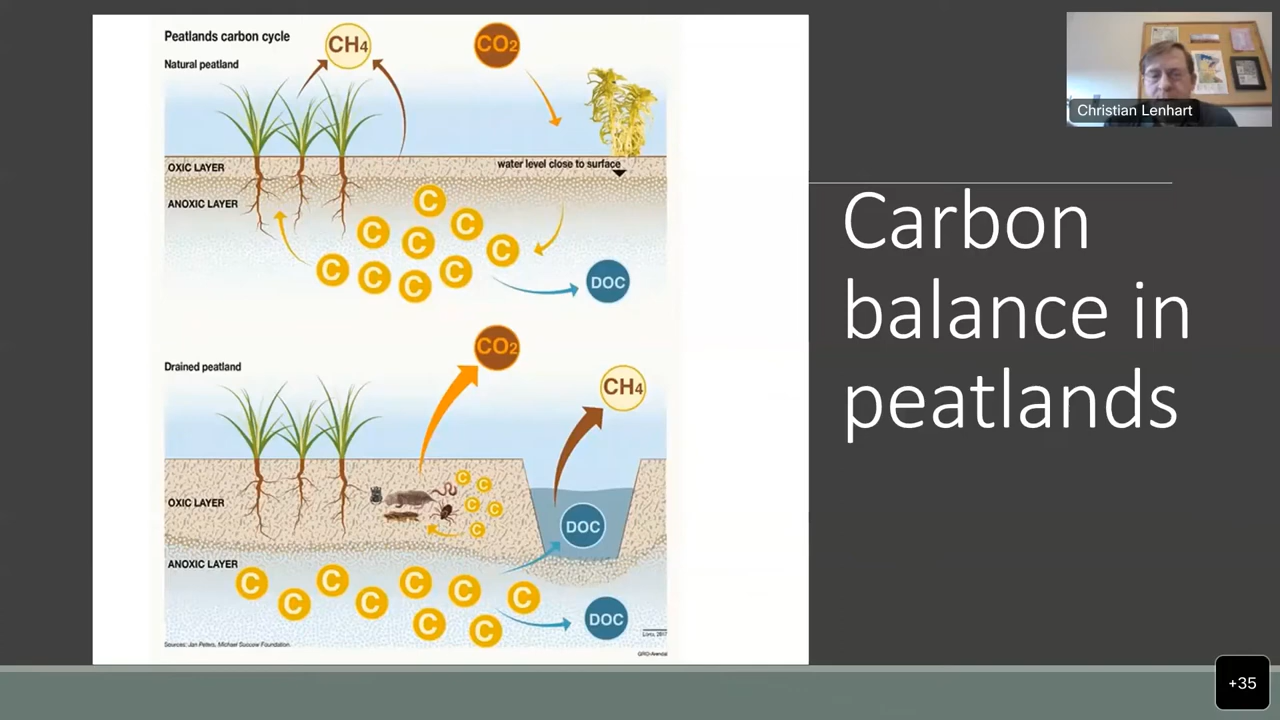 Peatlands carbon cycle
Natural peatland
CH4
CO2
OXIC LAYER
water level close to surface
ANOXIC LAYER
C
C
C
C
C
C
C
C
C
DOC
Drained peatland
CO2
CH4
OXIC LAYER
C
C
C
C
C
DOC
ANOXIC LAYER
C
C
C
C
C
C
C
C
C
DOC
Sources: Jan Peters, Michael Succow Foundation.
GRID-Arendal
Carbon
balance in
peatlands
Christian Lenhart
+35